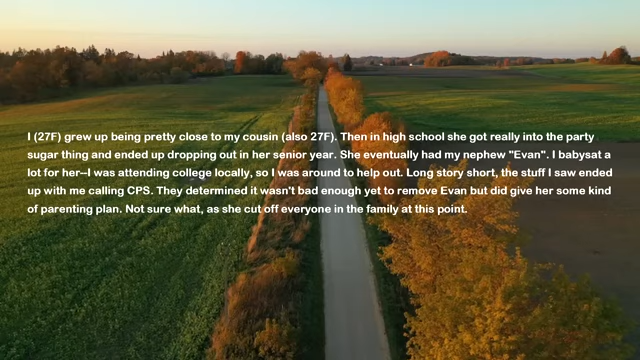 I (27F) grew up being pretty close to my cousin (also 27F). Then in high school she got really into the party
sugar thing and ended up dropping out in her senior year. She eventually had my nephew "Evan". I babysat a
lot for her--I was attending college locally, so I was around to help out. Long story short, the stuff I saw ended
up with me calling CPS. They determined it wasn't bad enough yet to remove Evan but did give her some kind
of parenting plan. Not sure what, as she cut off everyone in the family at this point.